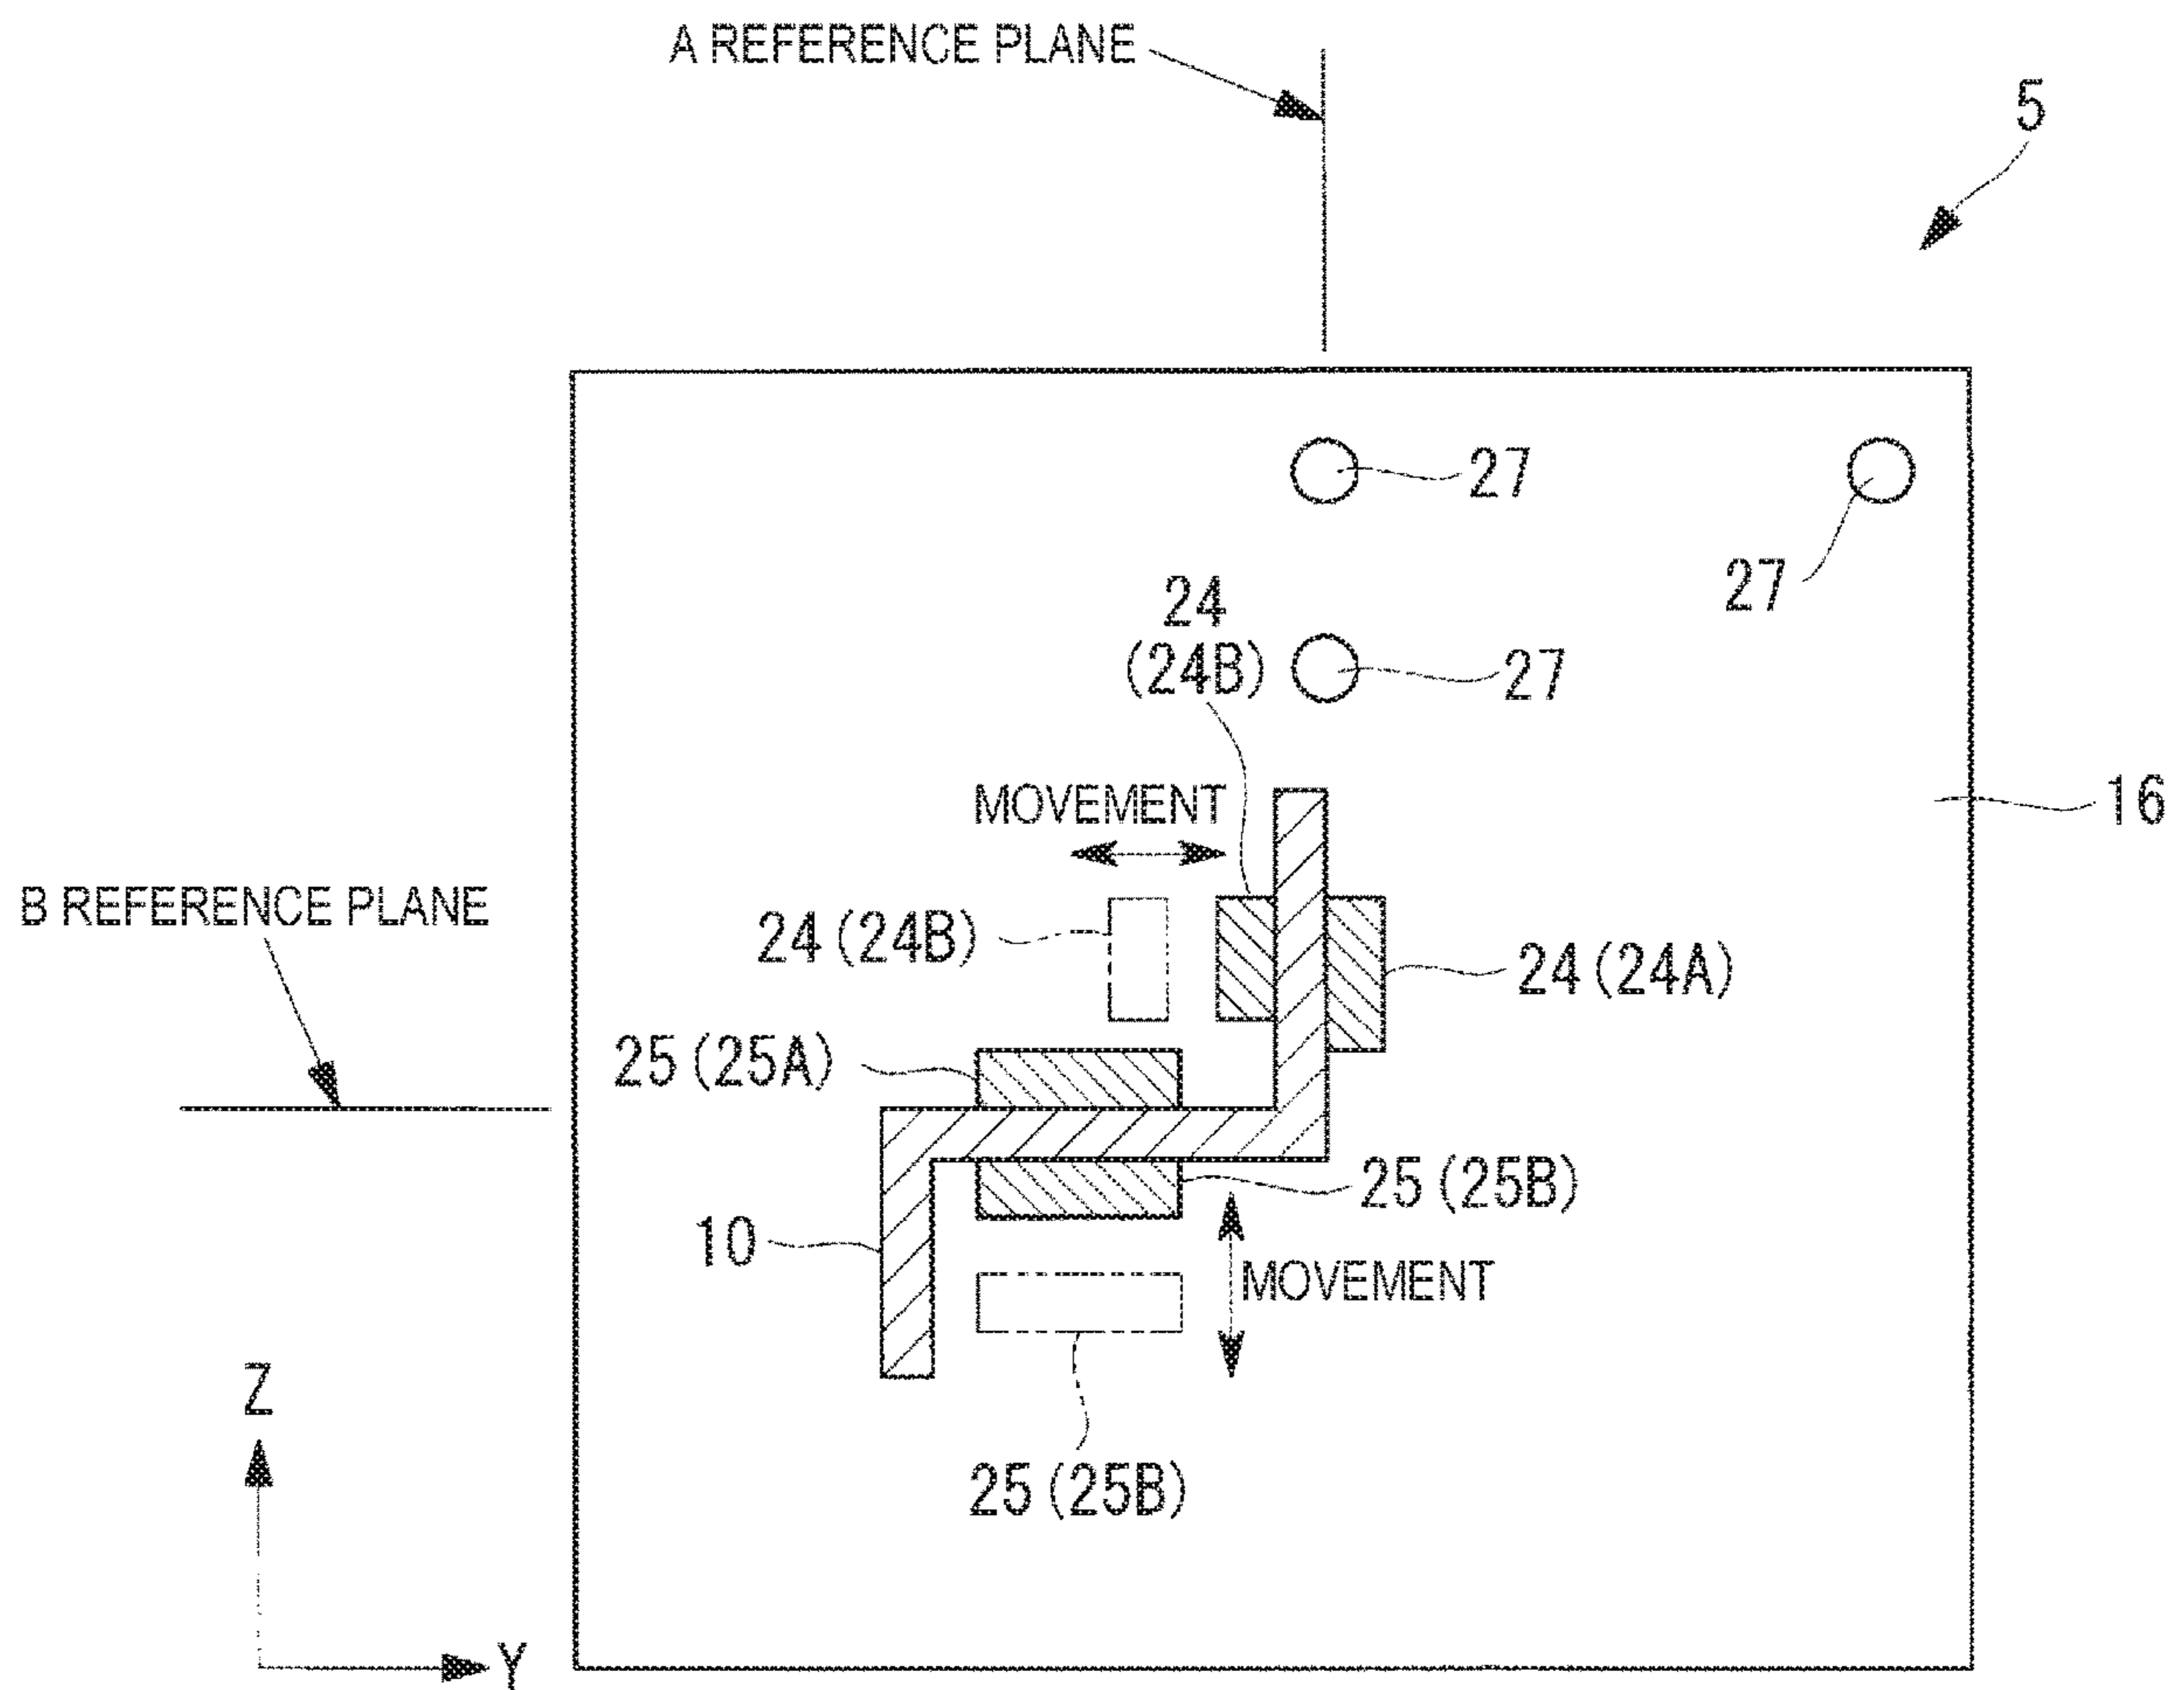 A REFERENCE PLANE
5
27
27
24
(24B)
27
MOVEMENT
16
B REFERENCE PLANE
24 (24B)
24 (24A)
25 (25A)
25 (25B)
10
MOVEMENT
Z
25 (25B)
Y